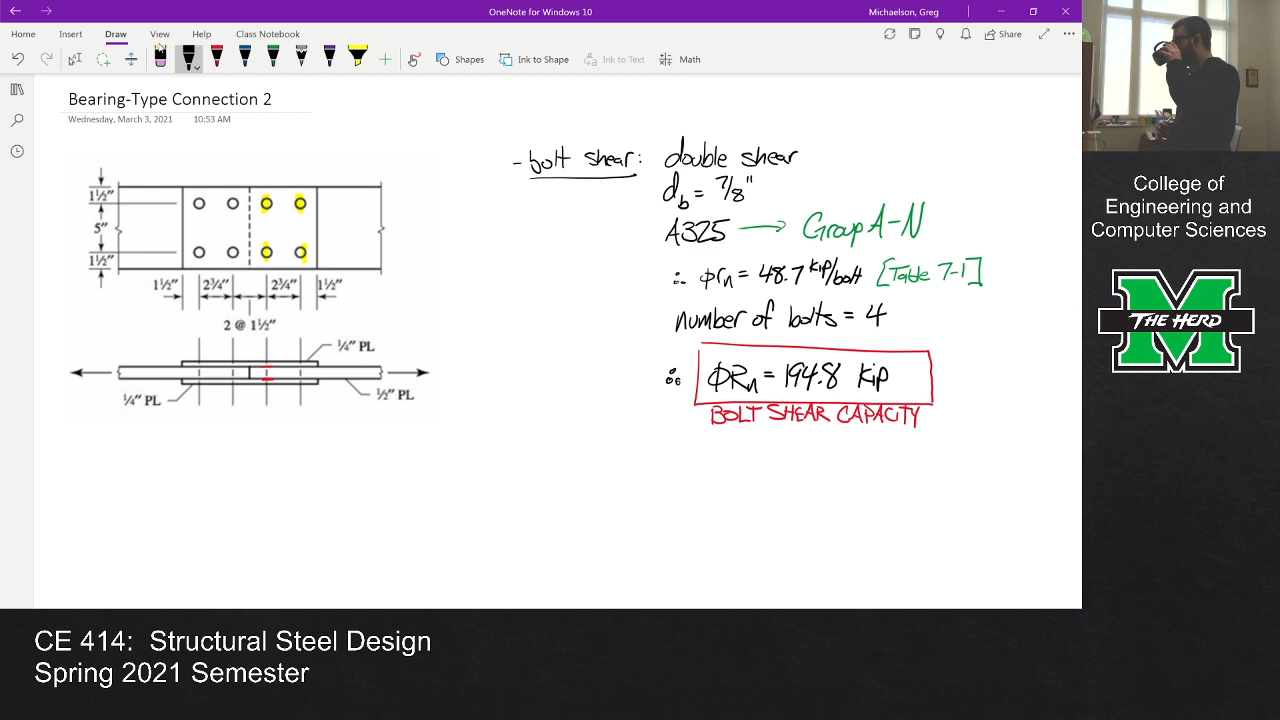 OneNote for Windows 10
Michaelson, Greg
Home Insert Draw View Help Class Notebook
Share
Shapes Ink to Shape Ink to Text Math
Bearing-Type Connection 2
Wednesday, March 3, 2021 10:53 AM
1½"
5"
1½"
1½" 2¾" 2¾" 1½"
2 @ 1½"
¼" PL
¼" PL
½" PL
- bolt shear: double shear
d_b = 7/8"
A325 → Group A-N
∴ ϕr_n = 48.7 kip/bolt [Table 7-1]
number of bolts = 4
∴ ϕR_n = 194.8 kip
BOLT SHEAR CAPACITY
College of
Engineering and
Computer Sciences
THE HERD
CE 414: Structural Steel Design
Spring 2021 Semester